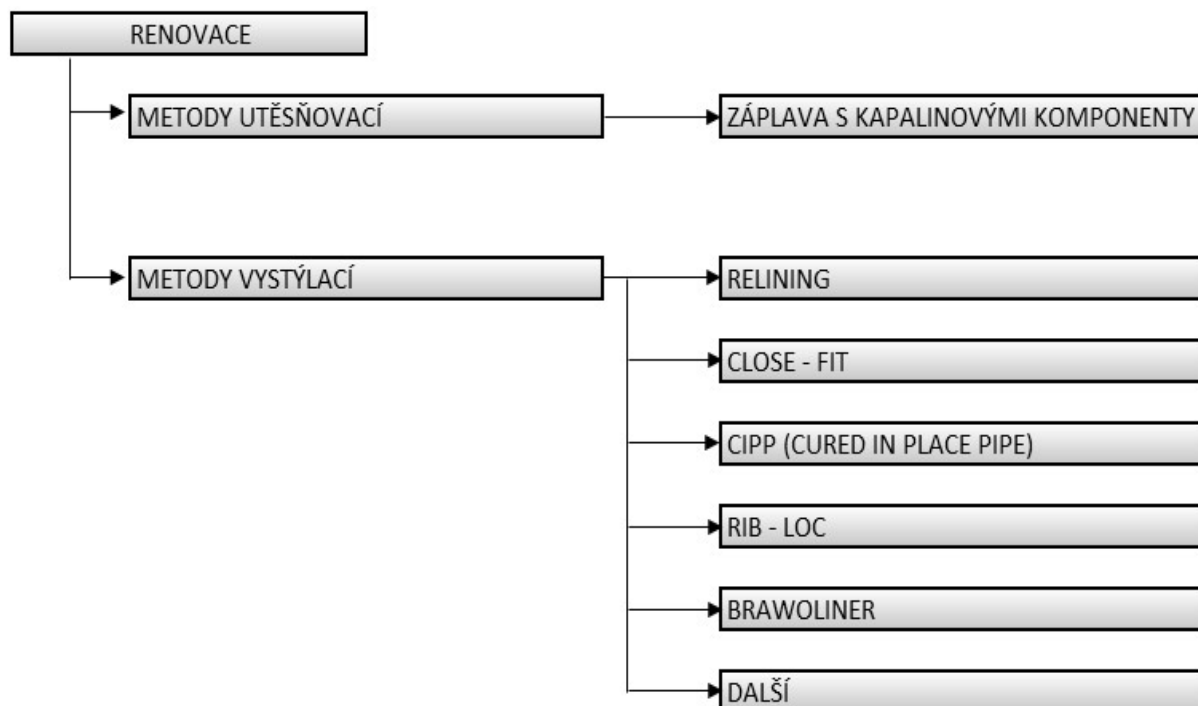 RENOVACE
METODY UTĚSŇOVACÍ
ZÁPLAVA S KAPALINOVÝMI KOMPONENTY
METODY VYSTÝLACÍ
RELINING
CLOSE - FIT
CIPP (CURED IN PLACE PIPE)
RIB - LOC
BRAWOLINER
DALŠÍ